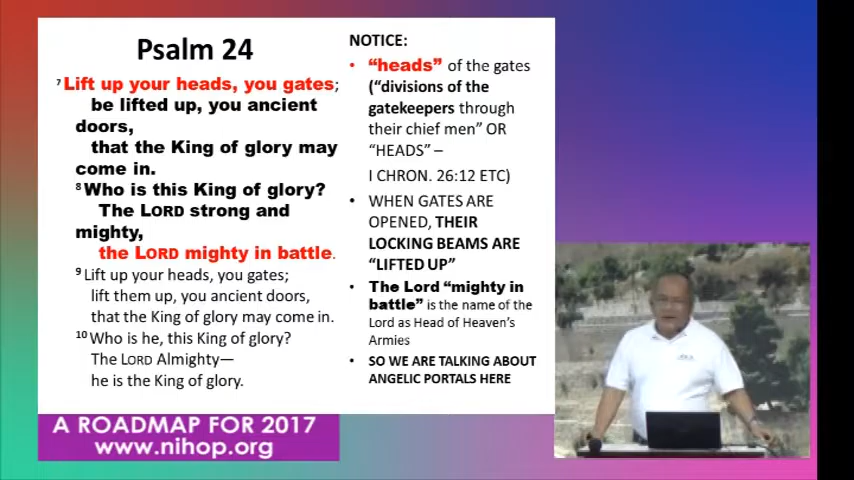 Psalm 24
7 Lift up your heads, you gates;
be lifted up, you ancient
doors,
that the King of glory may
come in.
8 Who is this King of glory?
The LORD strong and
mighty,
the LORD mighty in battle.
9 Lift up your heads, you gates;
lift them up, you ancient doors,
that the King of glory may come in.
10 Who is he, this King of glory?
The LORD Almighty—
he is the King of glory.
NOTICE:
• “heads” of the gates
(“divisions of the
gatekeepers through
their chief men” OR
“HEADS” –
I CHRON. 26:12 ETC)
• WHEN GATES ARE
OPENED, THEIR
LOCKING BEAMS ARE
“LIFTED UP”
• The Lord “mighty in
battle” is the name of the
Lord as Head of Heaven’s
Armies
• SO WE ARE TALKING ABOUT
ANGELIC PORTALS HERE
A ROADMAP FOR 2017
www.nihop.org